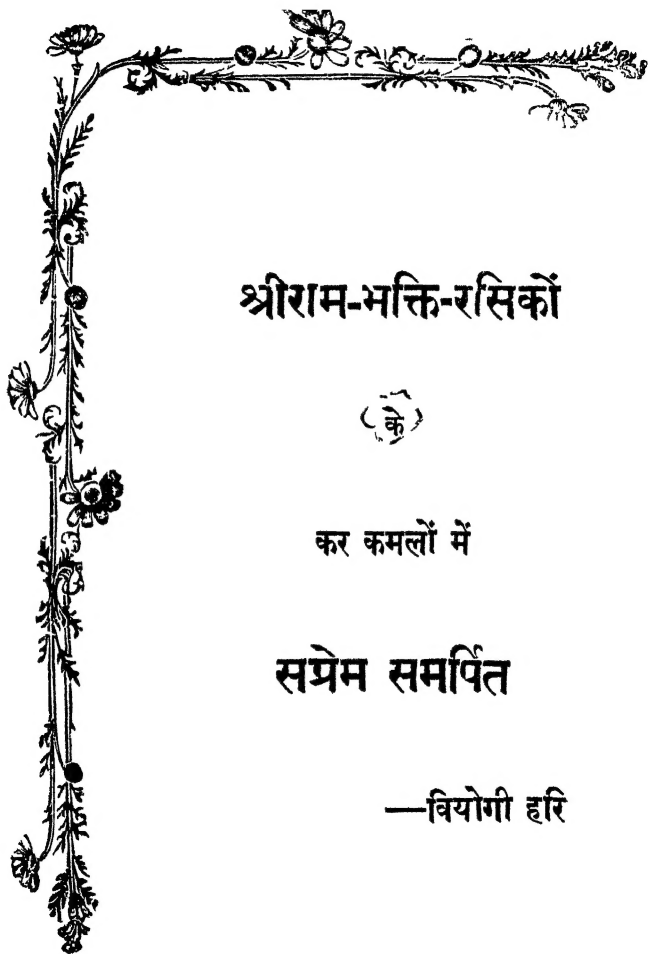 श्रीराम-भक्ति-रसिकों
के
कर कमलों में
सप्रेम समर्पित
—वियोगी हरि